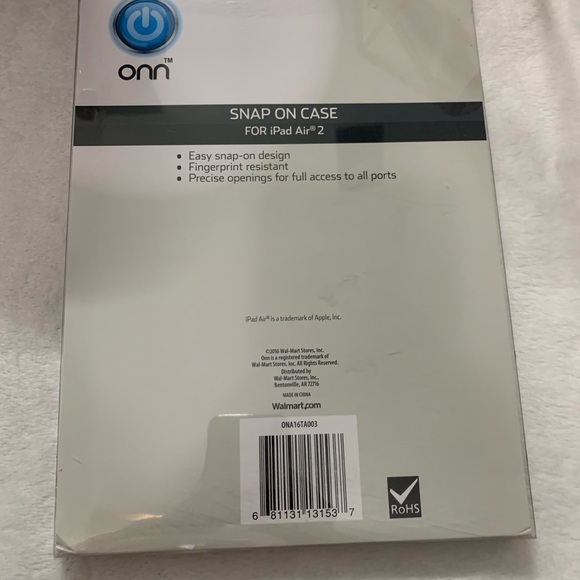 onn™
SNAP ON CASE
FOR iPad Air® 2
• Easy snap-on design
• Fingerprint resistant
• Precise openings for full access to all ports
iPad Air® is a trademark of Apple, Inc.
©2016 Wal-Mart Stores, Inc.
Onn is a registered trademark of
Wal-Mart Stores, Inc. All Rights Reserved.
Distributed by
Wal-Mart Stores, Inc.,
Bentonville, AR 72716
MADE IN CHINA
Walmart.com
ONA16TA003
6 81131 13153 7
RoHS